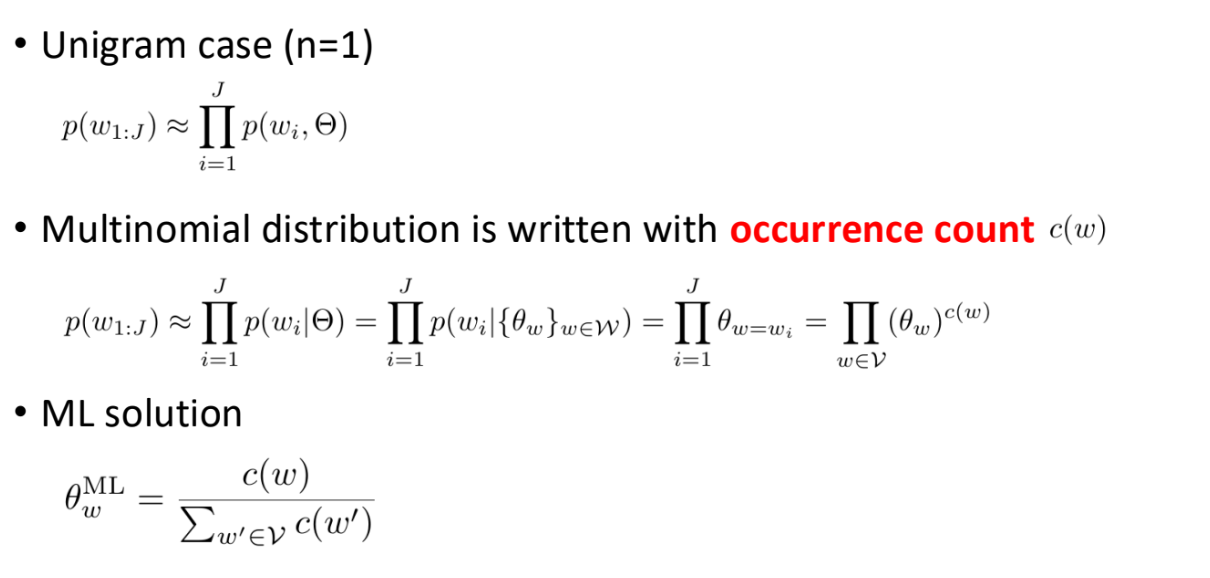 • Unigram case (n=1)
$p(w_{1:J}) \approx \prod_{i=1}^{J} p(w_i, \Theta)$
• Multinomial distribution is written with occurrence count $c(w)$
$p(w_{1:J}) \approx \prod_{i=1}^{J} p(w_i|\Theta) = \prod_{i=1}^{J} p(w_i|\{\theta_w\}_{w \in \mathcal{W}}) = \prod_{i=1}^{J} \theta_{w=w_i} = \prod_{w \in \mathcal{V}} (\theta_w)^{c(w)}$
• ML solution
$\theta_w^{\mathrm{ML}} = \frac{c(w)}{\sum_{w' \in \mathcal{V}} c(w')}$